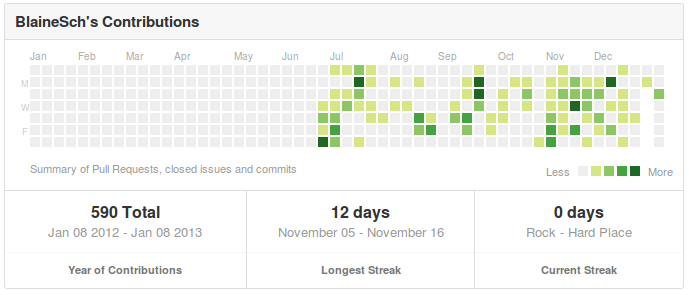 BlaineSch's Contributions
Jan Feb Mar Apr May Jun Jul Aug Sep Oct Nov Dec
M
W
F
Summary of Pull Requests, closed issues and commits
Less More
590 Total 12 days 0 days
Jan 08 2012 - Jan 08 2013 November 05 - November 16 Rock - Hard Place
Year of Contributions Longest Streak Current Streak